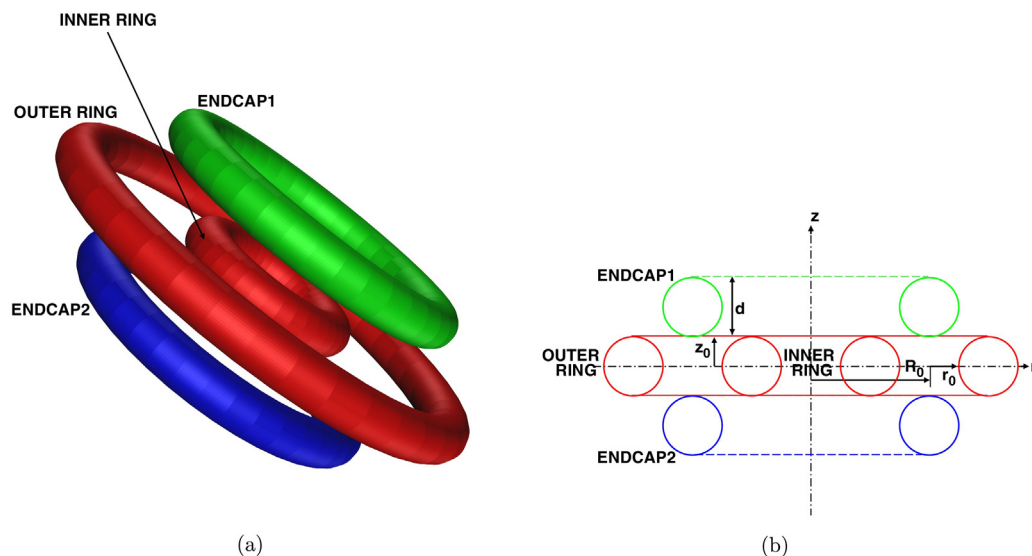 INNER RING
OUTER RING
ENDCAP1
ENDCAP2
(a)
z
ENDCAP1
d
z₀
OUTER
RING
INNER
RING
R₀
r₀
r
ENDCAP2
(b)